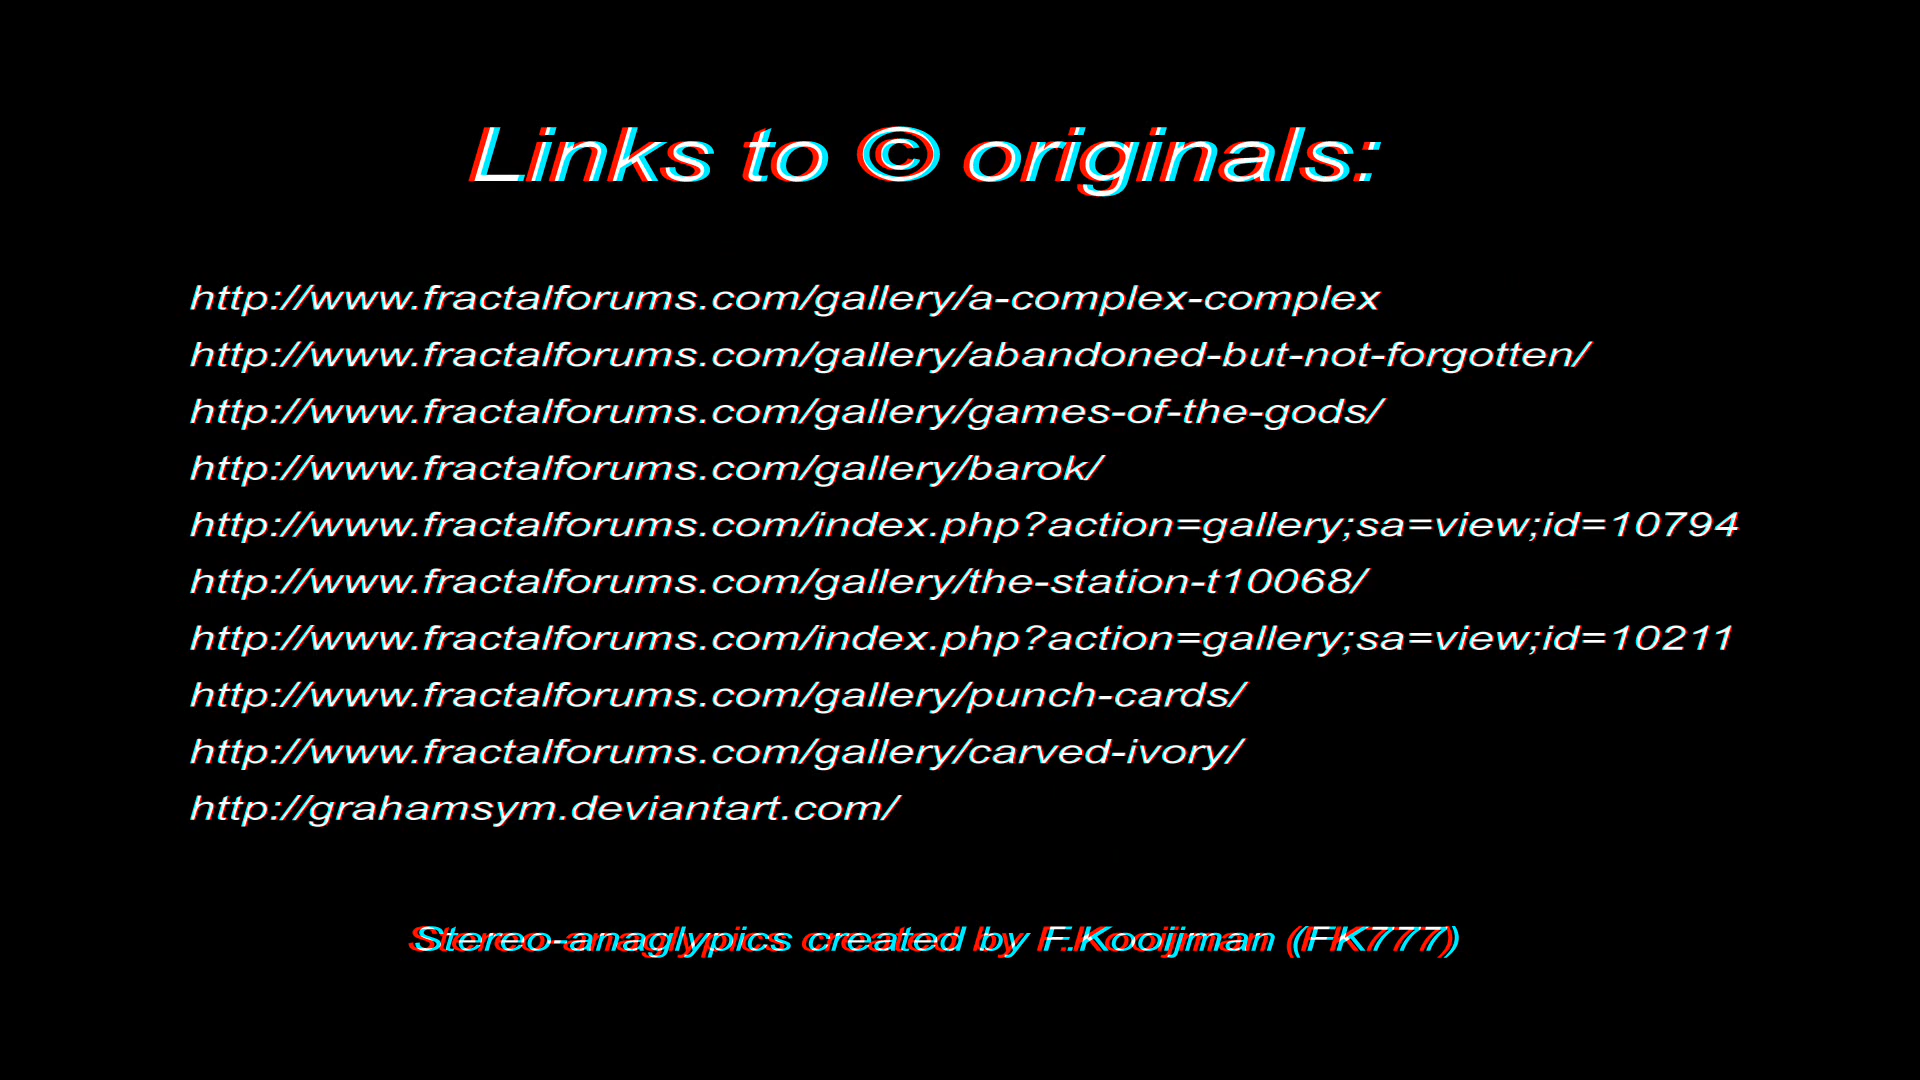 Links to © originals:
http://www.fractalforums.com/gallery/a-complex-complex
http://www.fractalforums.com/gallery/abandoned-but-not-forgotten/
http://www.fractalforums.com/gallery/games-of-the-gods/
http://www.fractalforums.com/gallery/barok/
http://www.fractalforums.com/index.php?action=gallery;sa=view;id=10794
http://www.fractalforums.com/gallery/the-station-t10068/
http://www.fractalforums.com/index.php?action=gallery;sa=view;id=10211
http://www.fractalforums.com/gallery/punch-cards/
http://www.fractalforums.com/gallery/carved-ivory/
http://grahamsym.deviantart.com/
Stereo-anaglypics created by F.Kooijman (FK777)